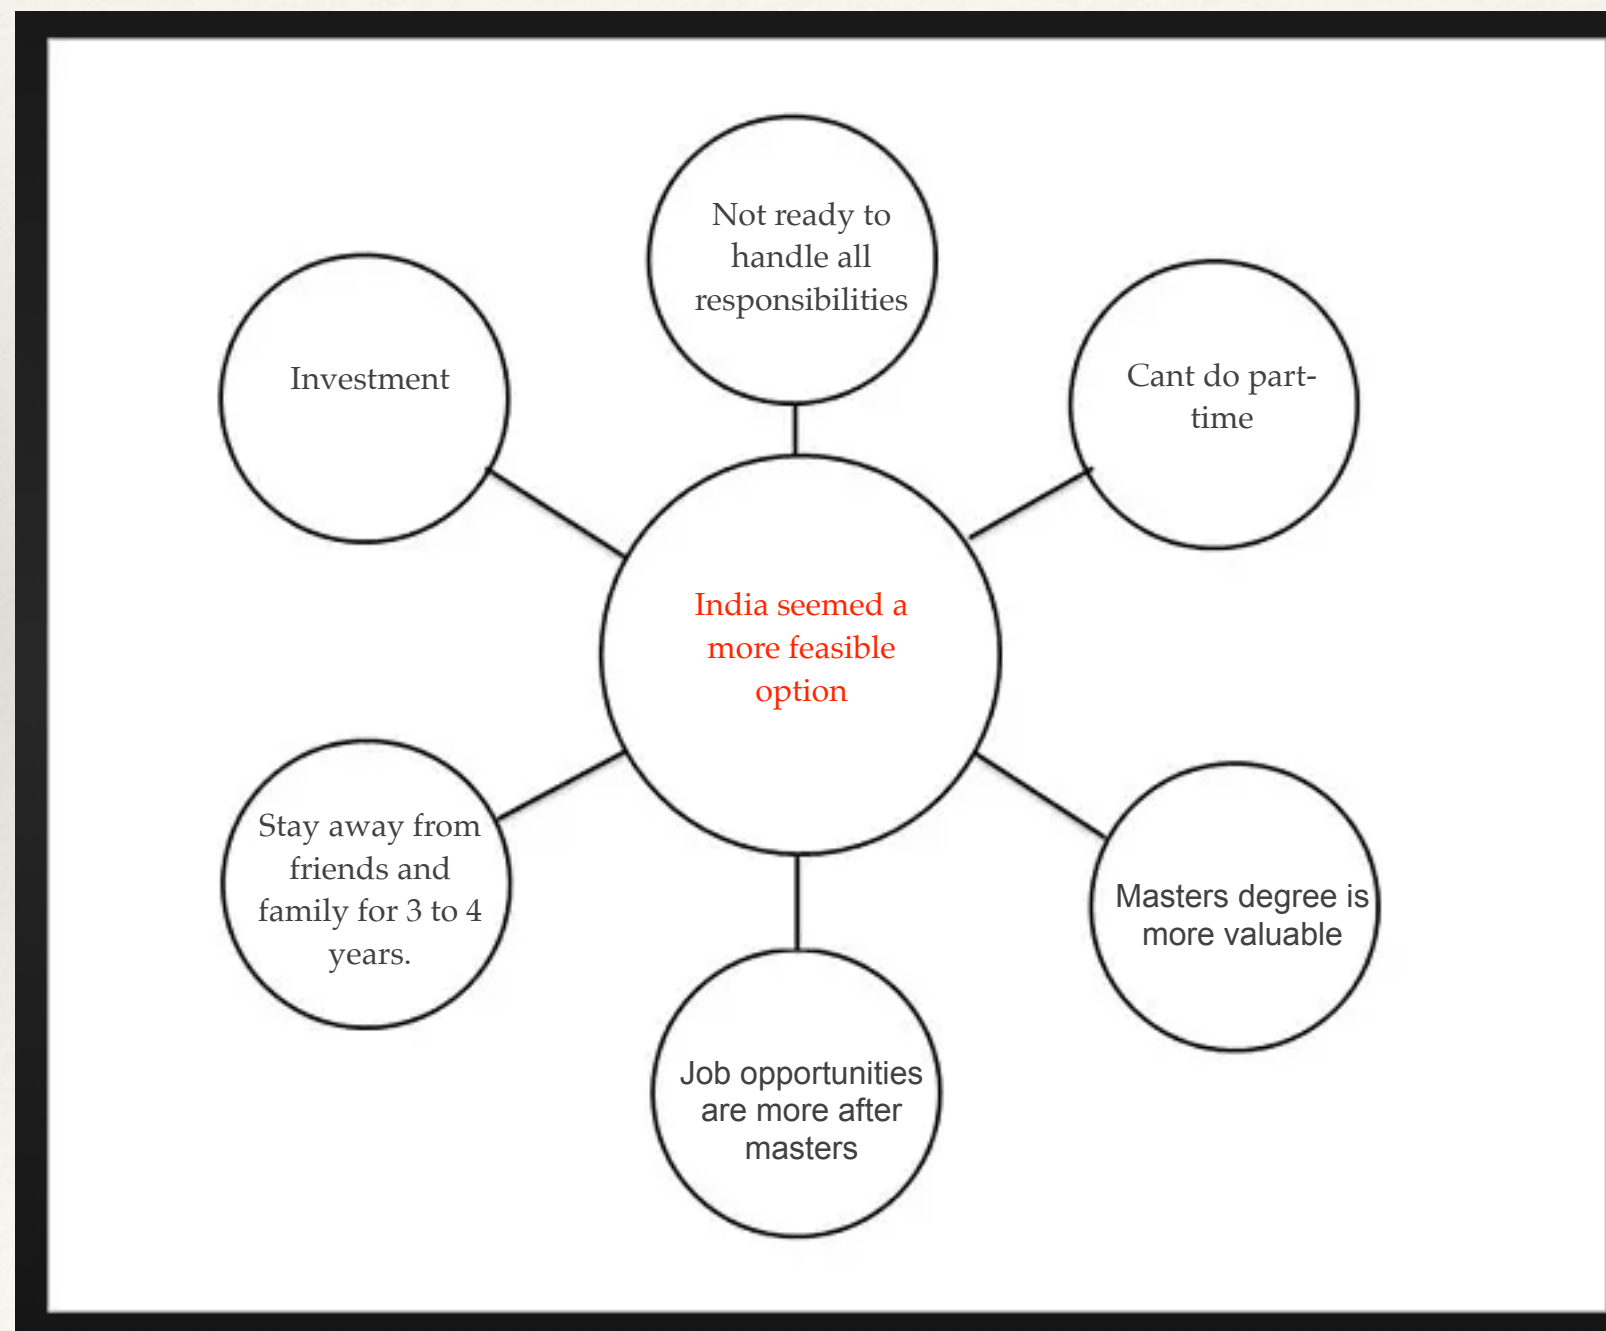 Not ready to
handle all
responsibilities
Investment
Cant do part-
time
India seemed a
more feasible
option
Stay away from
friends and
family for 3 to 4
years.
Masters degree is
more valuable
Job opportunities
are more after
masters